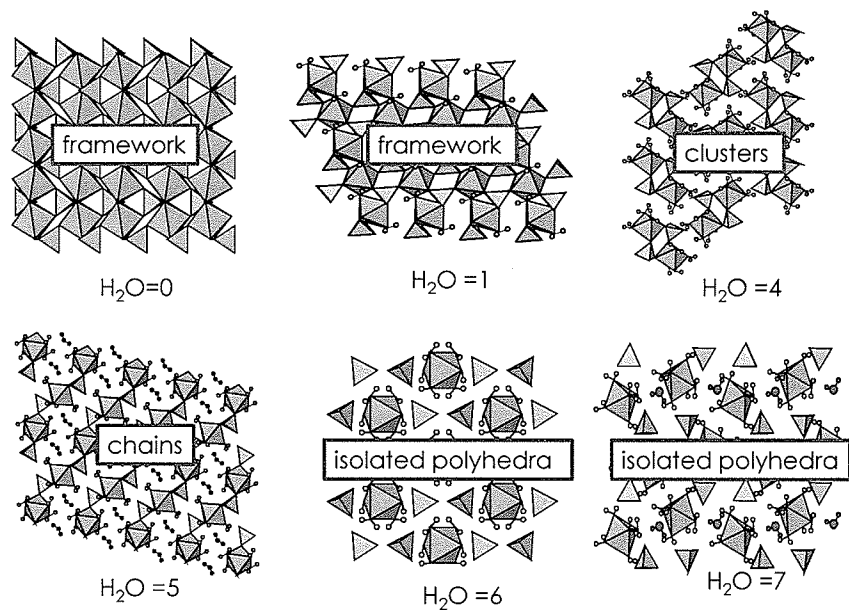 framework
framework
clusters
H₂O=0
H₂O =1
H₂O =4
chains
isolated polyhedra
isolated polyhedra
H₂O =5
H₂O =6
H₂O =7